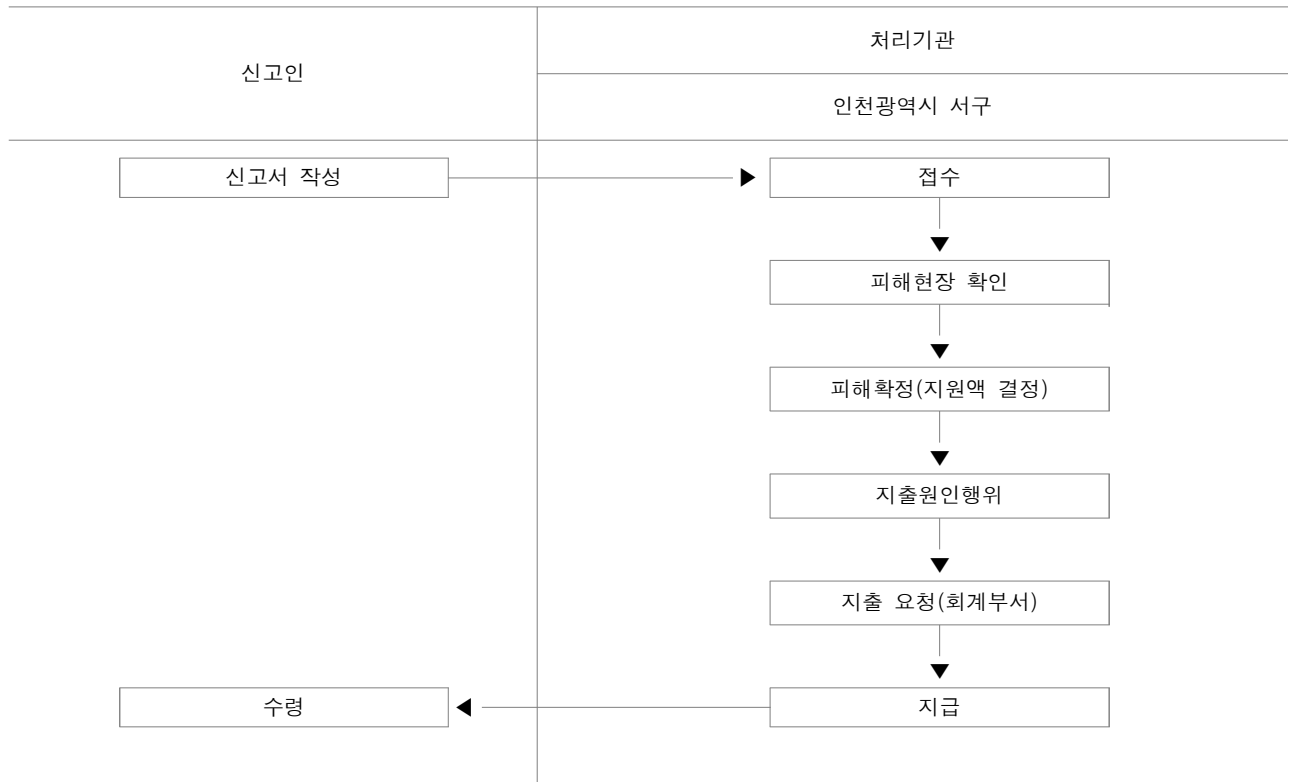 신고인
처리기관
인천광역시 서구
신고서 작성
접수
피해현장 확인
피해확정(지원액 결정)
지출원인행위
지출 요청(회계부서)
수령
지급